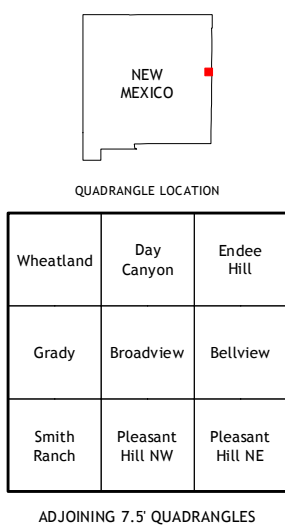 NEW
MEXICO
QUADRANGLE LOCATION
Wheatland
Day
Canyon
Endee
Hill
Grady
Broadview
Bellview
Smith
Ranch
Pleasant
Hill NW
Pleasant
Hill NE
ADJOINING 7.5' QUADRANGLES